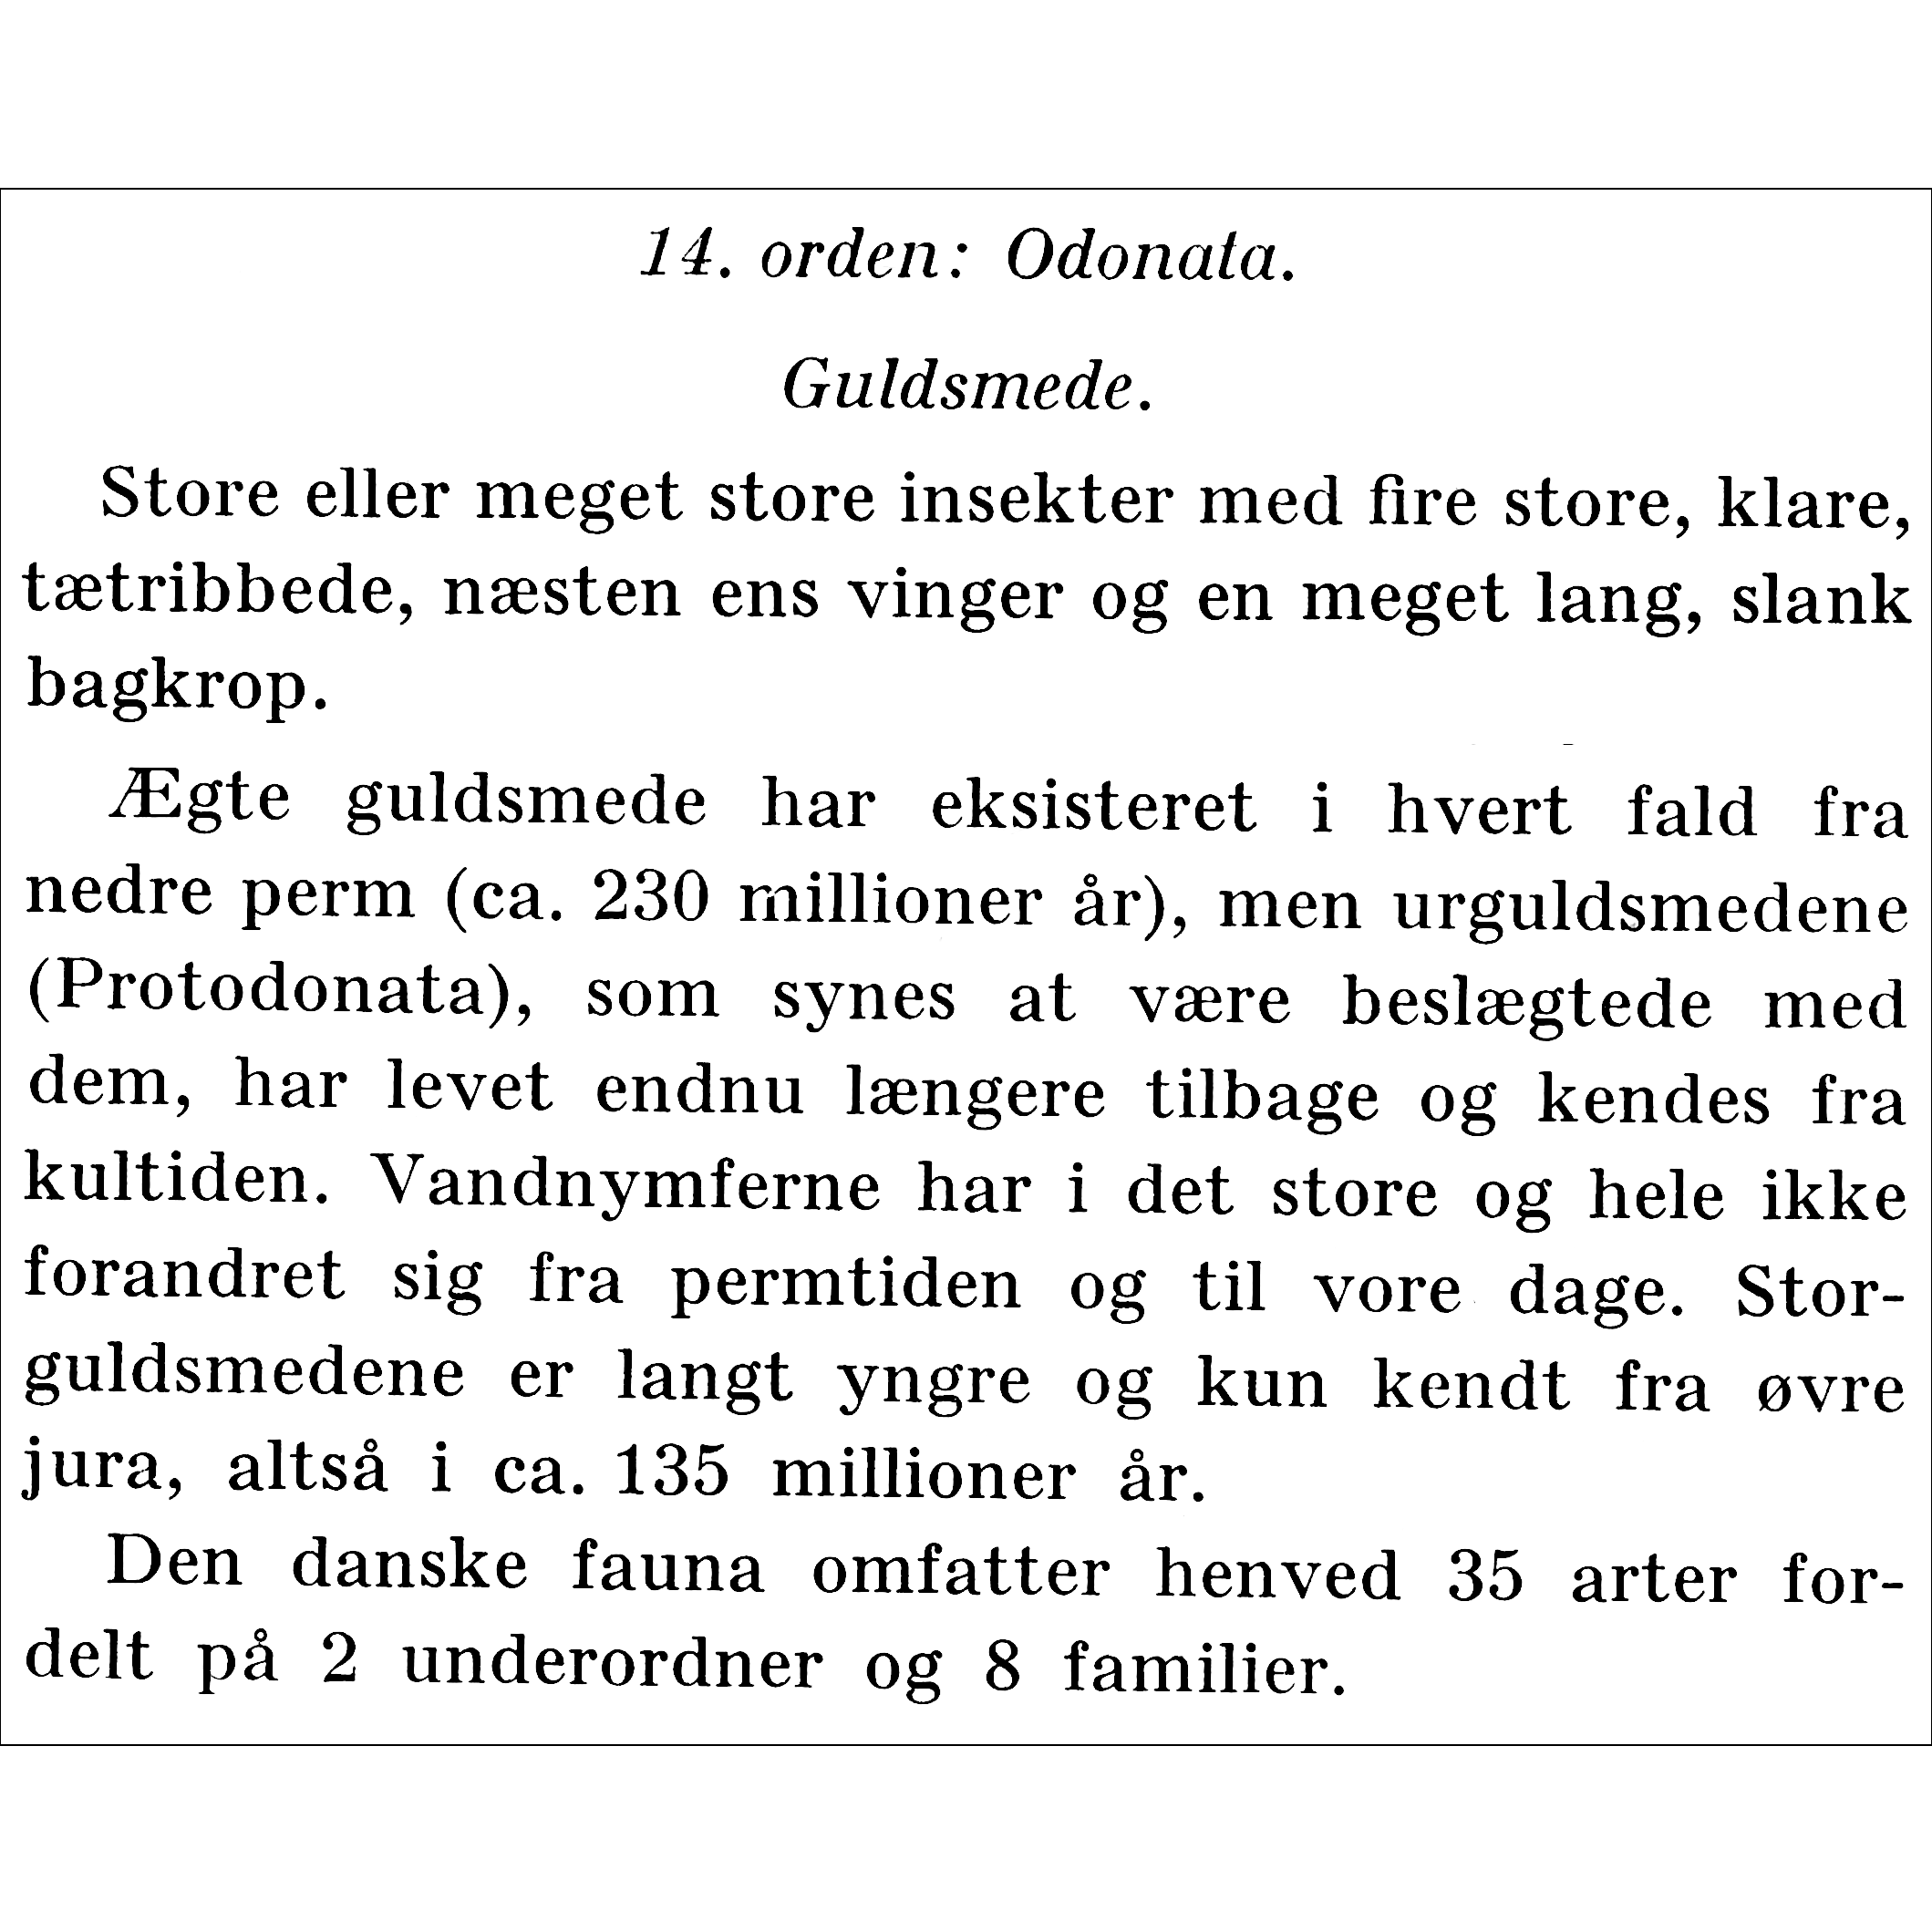 14. orden: Odonata.
Guldsmede.
Store eller meget store insekter med fire store, klare,
tætribbede, næsten ens vinger og en meget lang, slank
bagkrop.
Ægte guldsmede har eksisteret i hvert fald fra
nedre perm (ca. 230 millioner år), men urguldsmedene
(Protodonata), som synes at være beslægtede med
dem, har levet endnu længere tilbage og kendes fra
kultiden. Vandnymferne har i det store og hele ikke
forandret sig fra permtiden og til vore dage. Stor-
guldsmedene er langt yngre og kun kendt fra øvre
jura, altså i ca. 135 millioner år.
Den danske fauna omfatter henved 35 arter for-
delt på 2 underordner og 8 familier.